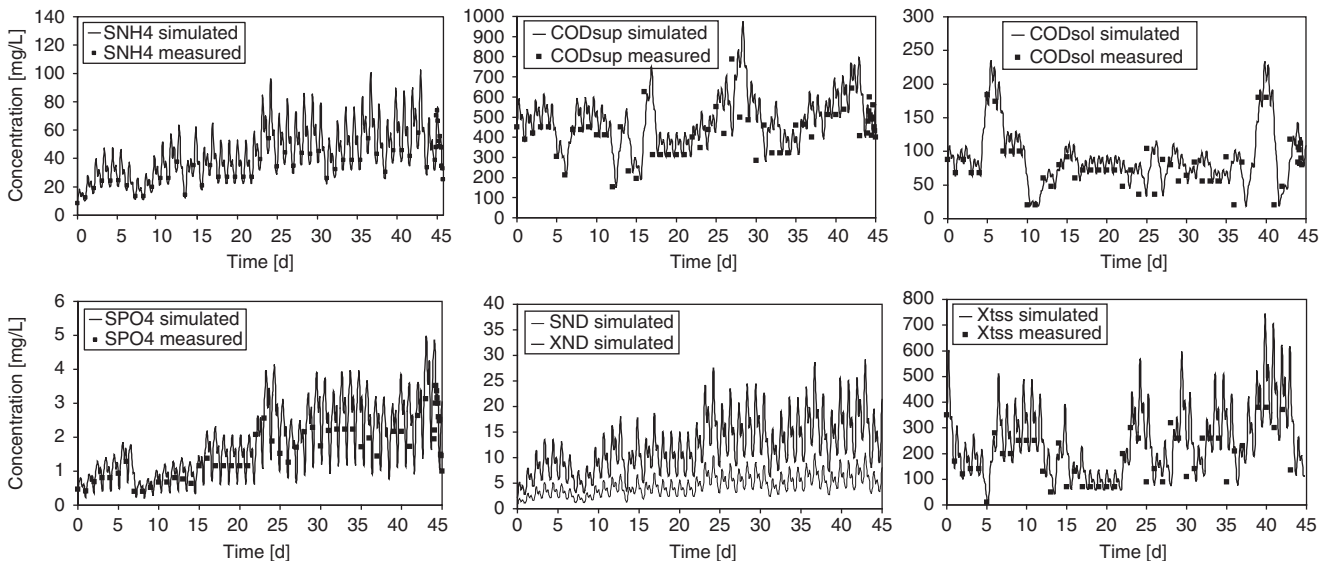 Concentration [mg/L]
140
120
100
80
60
40
20
0
SNH4 simulated
SNH4 measured
0 5 10 15 20 25 30 35 40 45
Time [d]
1000
900
800
700
600
500
400
300
200
100
0
CODsup simulated
CODsup measured
0 5 10 15 20 25 30 35 40 45
Time [d]
300
250
200
150
100
50
0
CODsol simulated
CODsol measured
0 5 10 15 20 25 30 35 40 45
Time [d]
Concentration [mg/L]
6
5
4
3
2
1
0
SPO4 simulated
SPO4 measured
0 5 10 15 20 25 30 35 40 45
Time [d]
40
35
30
25
20
15
10
5
0
SND simulated
XND simulated
0 5 10 15 20 25 30 35 40 45
Time [d]
800
700
600
500
400
300
200
100
0
Xtss simulated
Xtss measured
0 5 10 15 20 25 30 35 40 45
Time [d]